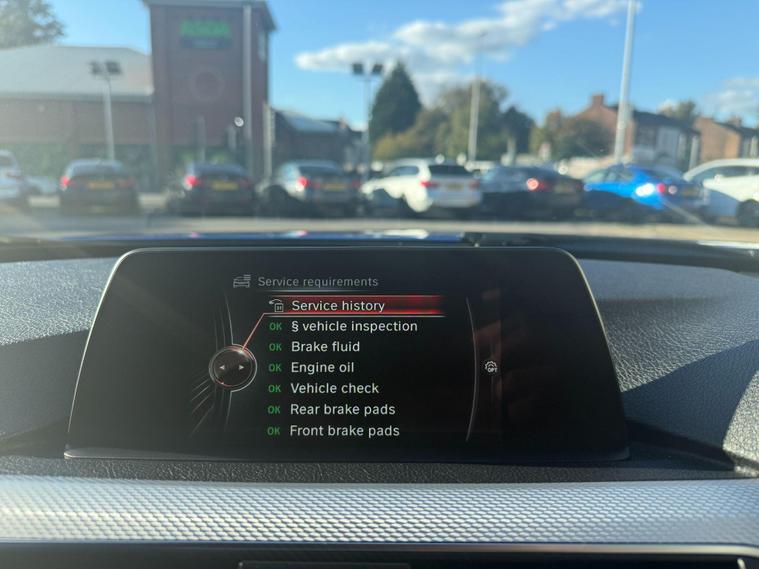 ASDA
Service requirements
Service history
OK § vehicle inspection
OK Brake fluid
OK Engine oil
OK Vehicle check
OK Rear brake pads
OK Front brake pads
OPT